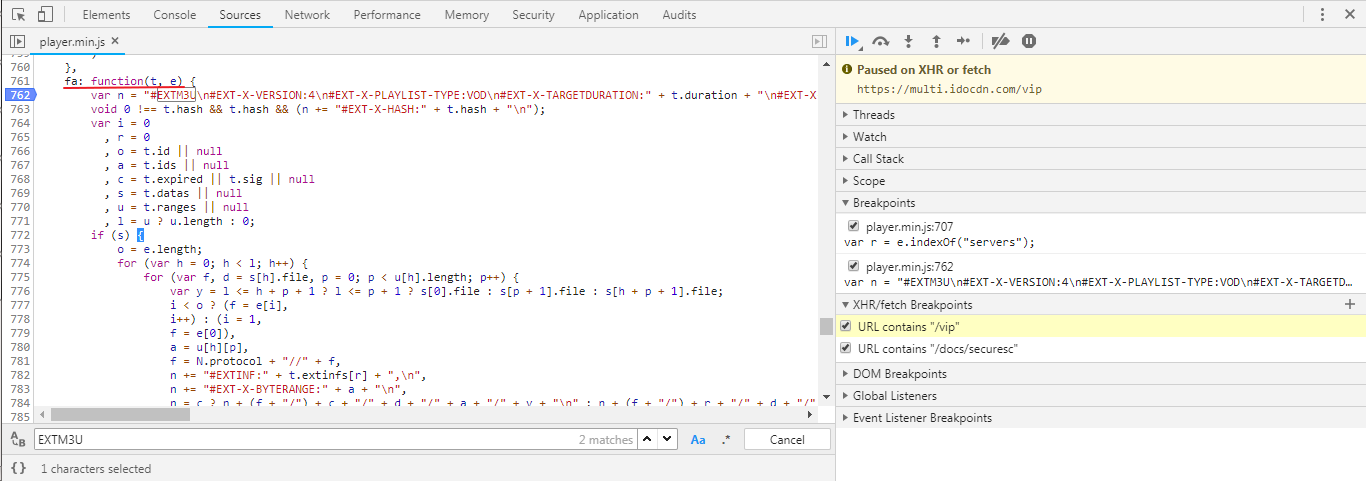 Elements Console Sources Network Performance Memory Security Application Audits
player.min.js
760 },
761 fa: function(t, e) {
762 var n = "#EXTM3U\n#EXT-X-VERSION:4\n#EXT-X-PLAYLIST-TYPE:VOD\n#EXT-X-TARGETDURATION:" + t.duration + "\n#EXT-X
763 void 0 !== t.hash && t.hash && (n += "#EXT-X-HASH:" + t.hash + "\n");
764 var i = 0
765 , r = 0
766 , o = t.id || null
767 , a = t.ids || null
768 , c = t.expired || t.sig || null
769 , s = t.datas || null
770 , u = t.ranges || null
771 , l = u ? u.length : 0;
772 if (s) {
773 o = e.length;
774 for (var h = 0; h < l; h++) {
775 for (var f, d = s[h].file, p = 0; p < u[h].length; p++) {
776 var y = l <= h + p + 1 ? l <= p + 1 ? s[0].file : s[p + 1].file : s[h + p + 1].file;
777 i < o ? (f = e[i],
778 i++) : (i = 1,
779 f = e[0]),
780 a = u[h][p],
781 f = N.protocol + "//" + f,
782 n += "#EXTINF:" + t.extinfs[r] + ",\n",
783 n += "#EXT-X-BYTERANGE:" + a + "\n",
784 n = c ? n + (f + "/") + c + "/" + d + "/" + a + "/" + y + "\n" : n + (f + "/") + r + "/" + d + "/"
785
EXTM3U
2 matches
Aa
.*
Cancel
{ } 1 characters selected
Paused on XHR or fetch
https://multi.idocdn.com/vip
Threads
Watch
Call Stack
Scope
Breakpoints
player.min.js:707
var r = e.indexOf("servers");
player.min.js:762
var n = "#EXTM3U\n#EXT-X-VERSION:4\n#EXT-X-PLAYLIST-TYPE:VOD\n#EXT-X-TARGETD…
XHR/fetch Breakpoints
URL contains "/vip"
URL contains "/docs/securesc"
DOM Breakpoints
Global Listeners
Event Listener Breakpoints